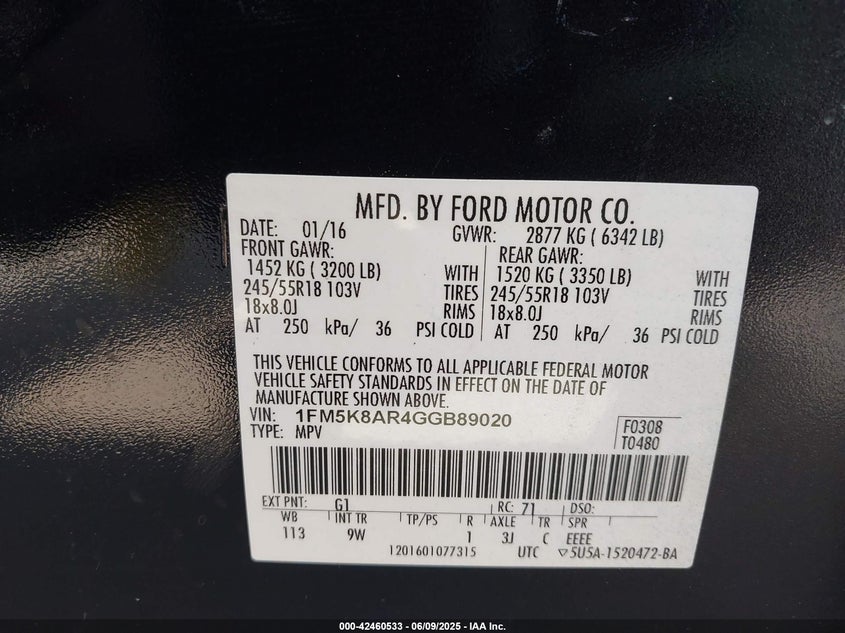 MFD. BY FORD MOTOR CO.
DATE: 01/16 GVWR: 2877 KG ( 6342 LB)
FRONT GAWR: REAR GAWR:
1452 KG ( 3200 LB) WITH 1520 KG ( 3350 LB) WITH
245/55R18 103V TIRES 245/55R18 103V TIRES
18x8.0J RIMS 18x8.0J RIMS
AT 250 kPa/ 36 PSI COLD AT 250 kPa/ 36 PSI COLD
THIS VEHICLE CONFORMS TO ALL APPLICABLE FEDERAL MOTOR
VEHICLE SAFETY STANDARDS IN EFFECT ON THE DATE OF
MANUFACTURE SHOWN ABOVE.
VIN: 1FM5K8AR4GGB89020 F0308
TYPE: MPV T0480
EXT PNT: G1 RC: 71 DSO:
WB INT TR TP/PS R AXLE TR SPR
113 9W 1 3J C EEEE
1201601077315 UTC ▽5U5A-1520472-BA
000-42460533 - 06/09/2025 - IAA Inc.